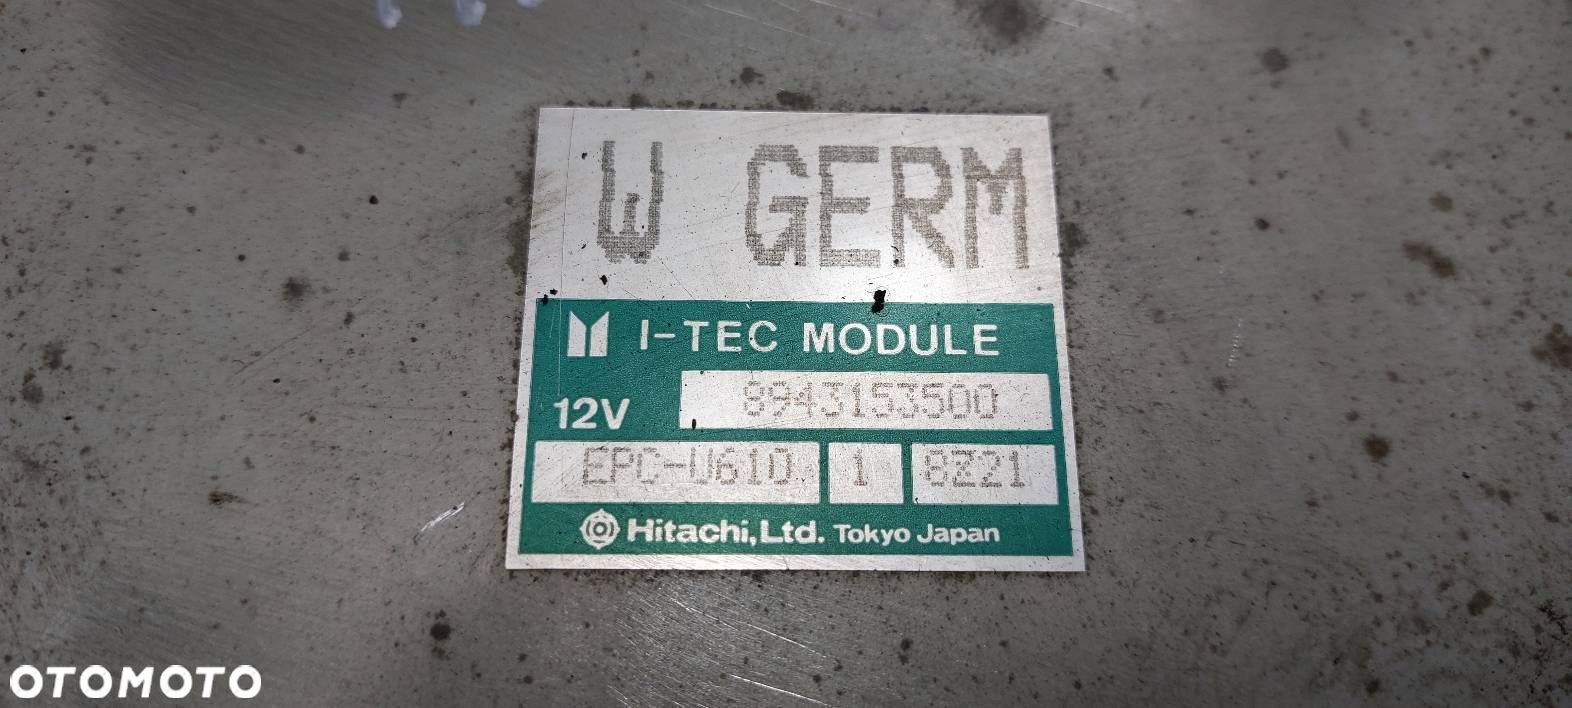 W GERM
I-TEC MODULE
12V 8943153500
EPC-U610 1 8Z21
Hitachi, Ltd. Tokyo Japan
OTOMOTO